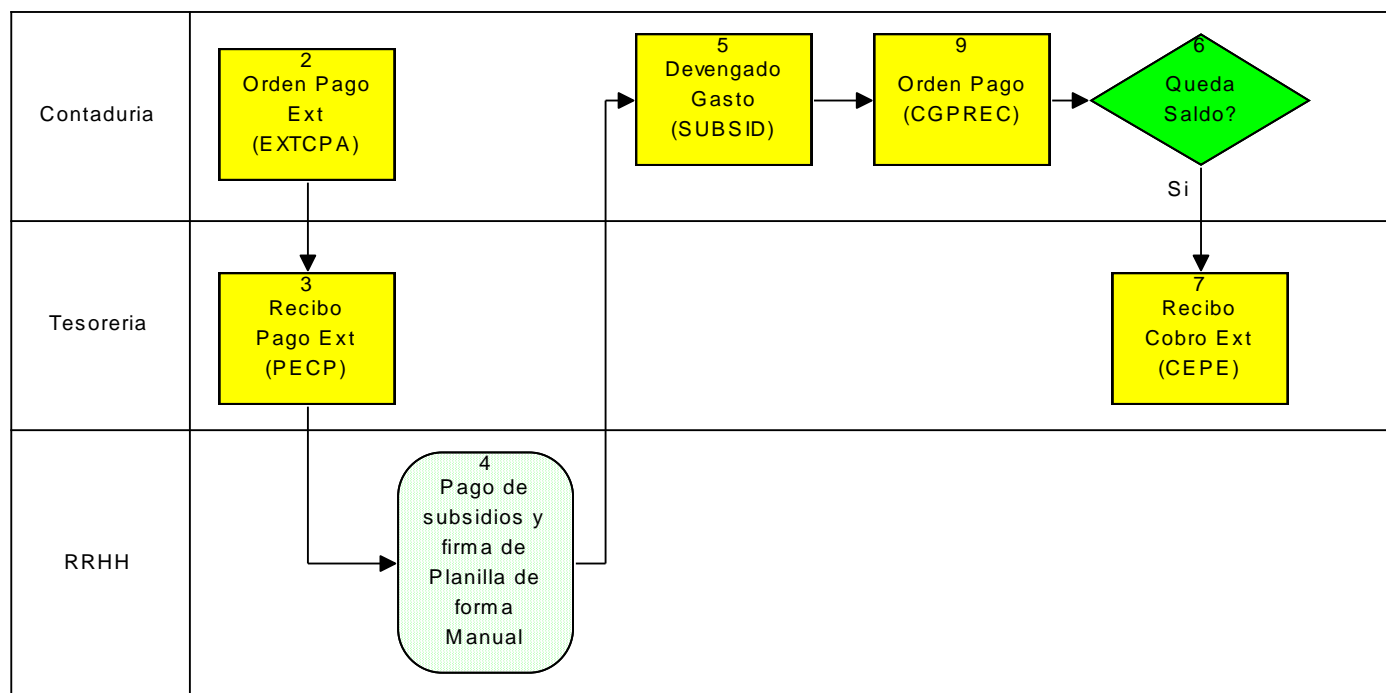 Contaduria
2
Orden Pago
Ext
(EXTCPA)
5
Devengado
Gasto
(SUBSID)
9
Orden Pago
(CGPREC)
6
Queda
Saldo?
Si
Tesoreria
3
Recibo
Pago Ext
(PECP)
7
Recibo
Cobro Ext
(CEPE)
RRHH
4
Pago de
subsidios y
firma de
Planilla de
forma
Manual